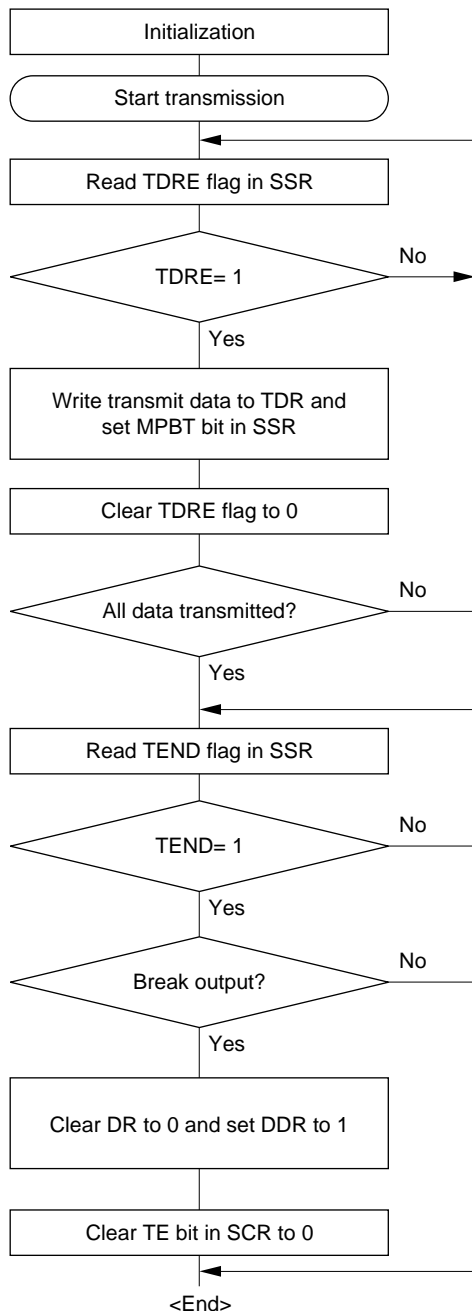 Initialization
Start transmission
Read TDRE flag in SSR
No
TDRE= 1
Yes
Write transmit data to TDR and
set MPBT bit in SSR
Clear TDRE flag to 0
No
All data transmitted?
Yes
Read TEND flag in SSR
No
TEND= 1
Yes
No
Break output?
Yes
Clear DR to 0 and set DDR to 1
Clear TE bit in SCR to 0
<End>